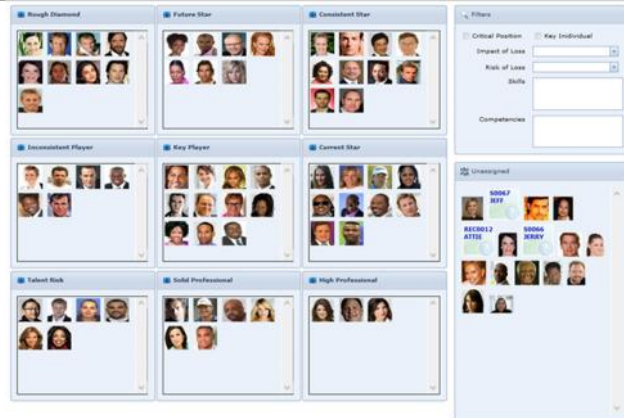 Rough Diamond
Future Star
Consistent Star
Filters
Critical Position
Key Individual
Impact of Loss
Risk of Loss
Skills
Competencies
Inconsistent Player
Key Player
Current Star
Unassigned
S0067
JEFF
REC0012
ATTIE
S0066
JERRY
Talent Risk
Solid Professional
High Professional